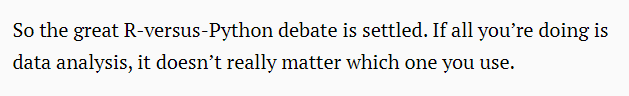 So the great R-versus-Python debate is settled. If all you’re doing is
data analysis, it doesn’t really matter which one you use.